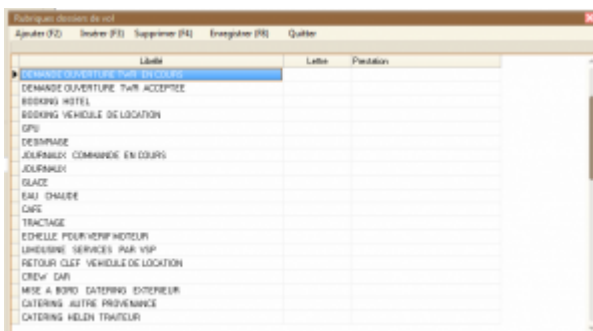 Rubriques dossiers de vol
Ajouter (F2) Insérer (F3) Supprimer (F4) Enregistrer (F8) Quitter
Libellé Lettre Prestation
DEMANDE OUVERTURE TWR EN COURS
DEMANDE OUVERTURE TWR ACCEPTEE
BOOKING HOTEL
BOOKING VEHICULE DE LOCATION
GPU
DEGIVRAGE
JOURNAUX COMMANDE EN COURS
JOURNAUX
GLACE
EAU CHAUDE
CAFE
TRACTAGE
ECHELLE POUR VERIF MOTEUR
LIMOUSINE SERVICES PAR VSP
RETOUR CLEF VEHICULE DE LOCATION
CREW CAR
MISE A BORD CATERING EXTERIEUR
CATERING AUTRE PROVENANCE
CATERING HELEN TRAITEUR